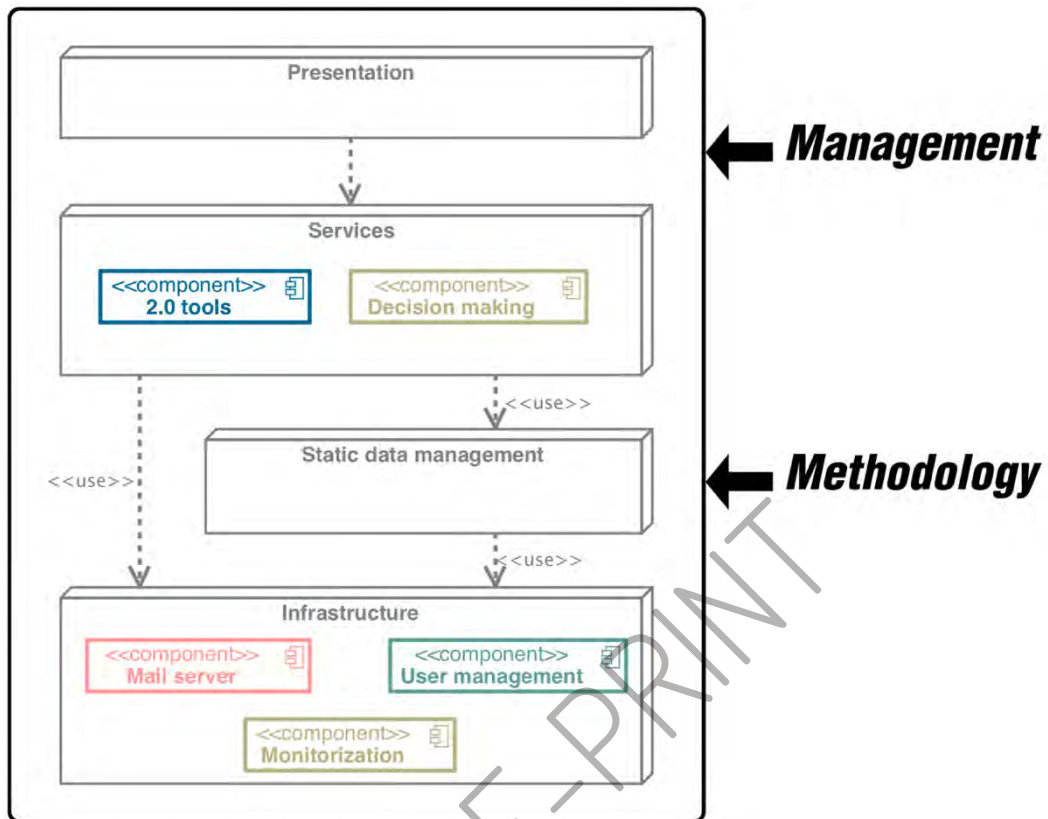 Presentation
Management
Services
<<component>>
2.0 tools
<<component>>
Decision making
<<use>>
Static data management
Methodology
<<use>>
<<use>>
Infrastructure
<<component>>
Mail server
<<component>>
User management
<<component>>
Monitorization
E-PRINT